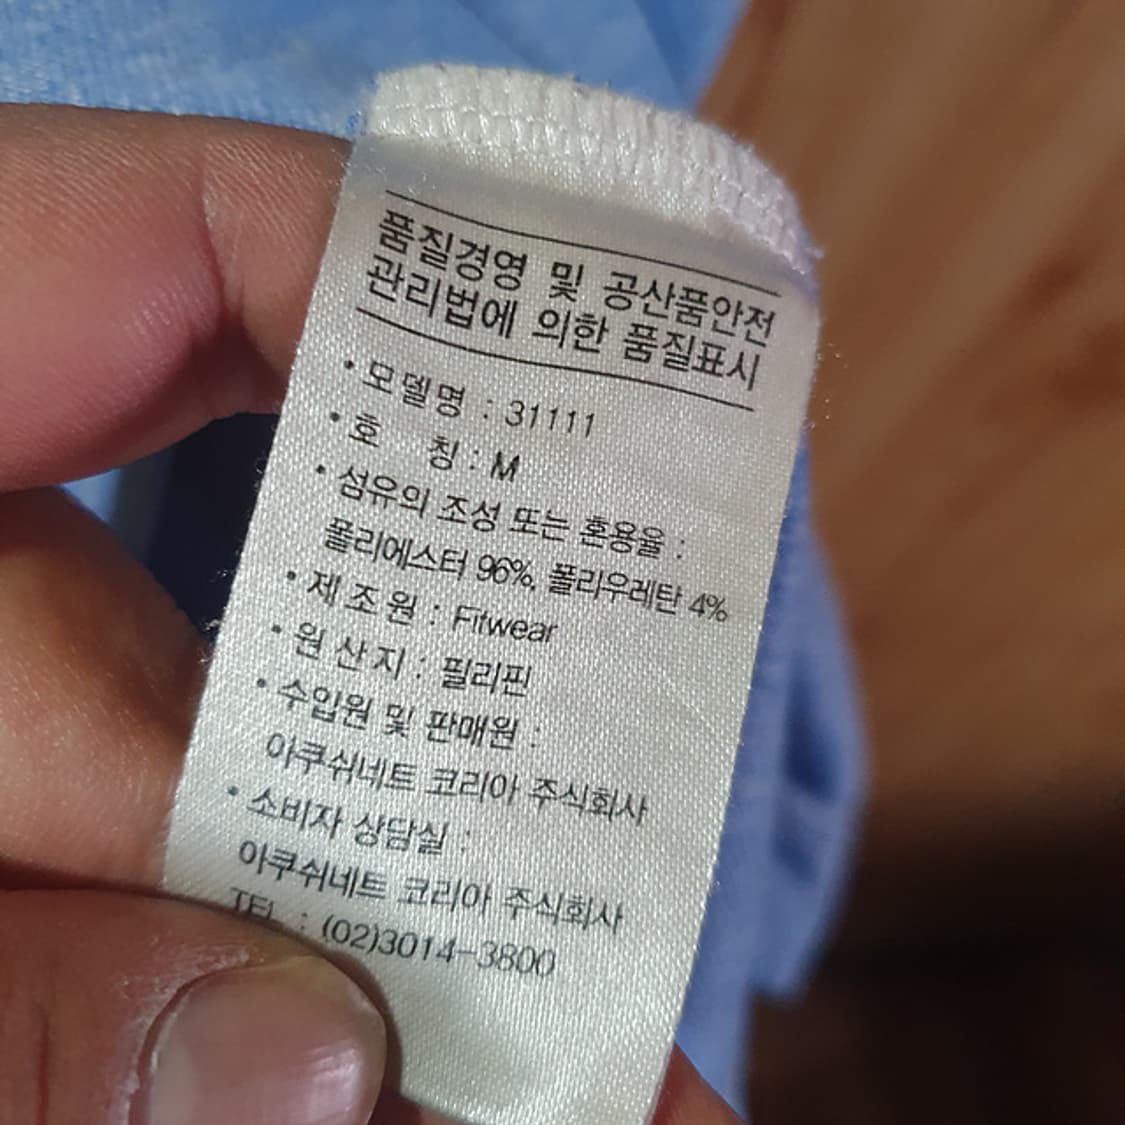 품질경영 및 공산품안전
관리법에 의한 품질표시
• 모델명 : 31111
• 호 칭 : M
• 섬유의 조성 또는 혼용율 :
폴리에스터 96%, 폴리우레탄 4%
• 제조원 : Fitwear
• 원산지 : 필리핀
• 수입원 및 판매원 :
아쿠쉬네트 코리아 주식회사
• 소비자 상담실 :
아쿠쉬네트 코리아 주식회사
TEL : (02)3014-3800